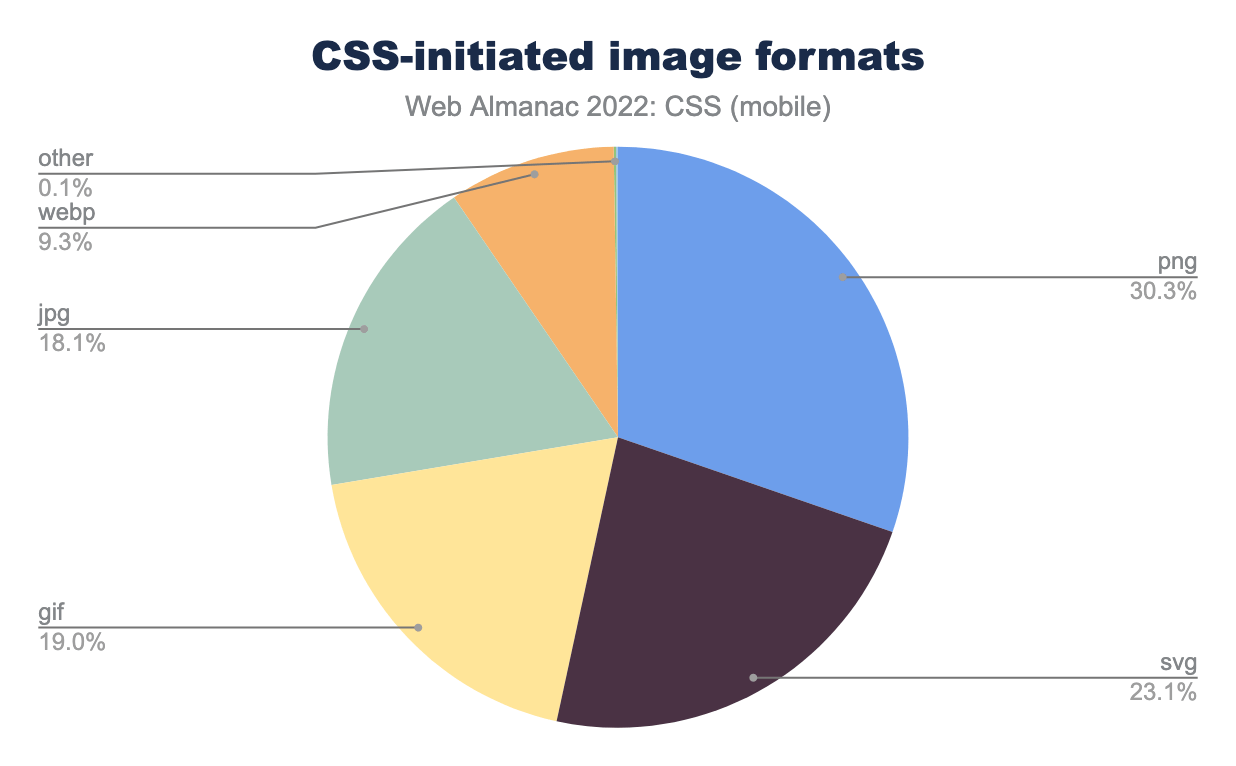 CSS-initiated image formats
Web Almanac 2022: CSS (mobile)
other
0.1%
webp
9.3%
jpg
18.1%
gif
19.0%
png
30.3%
svg
23.1%